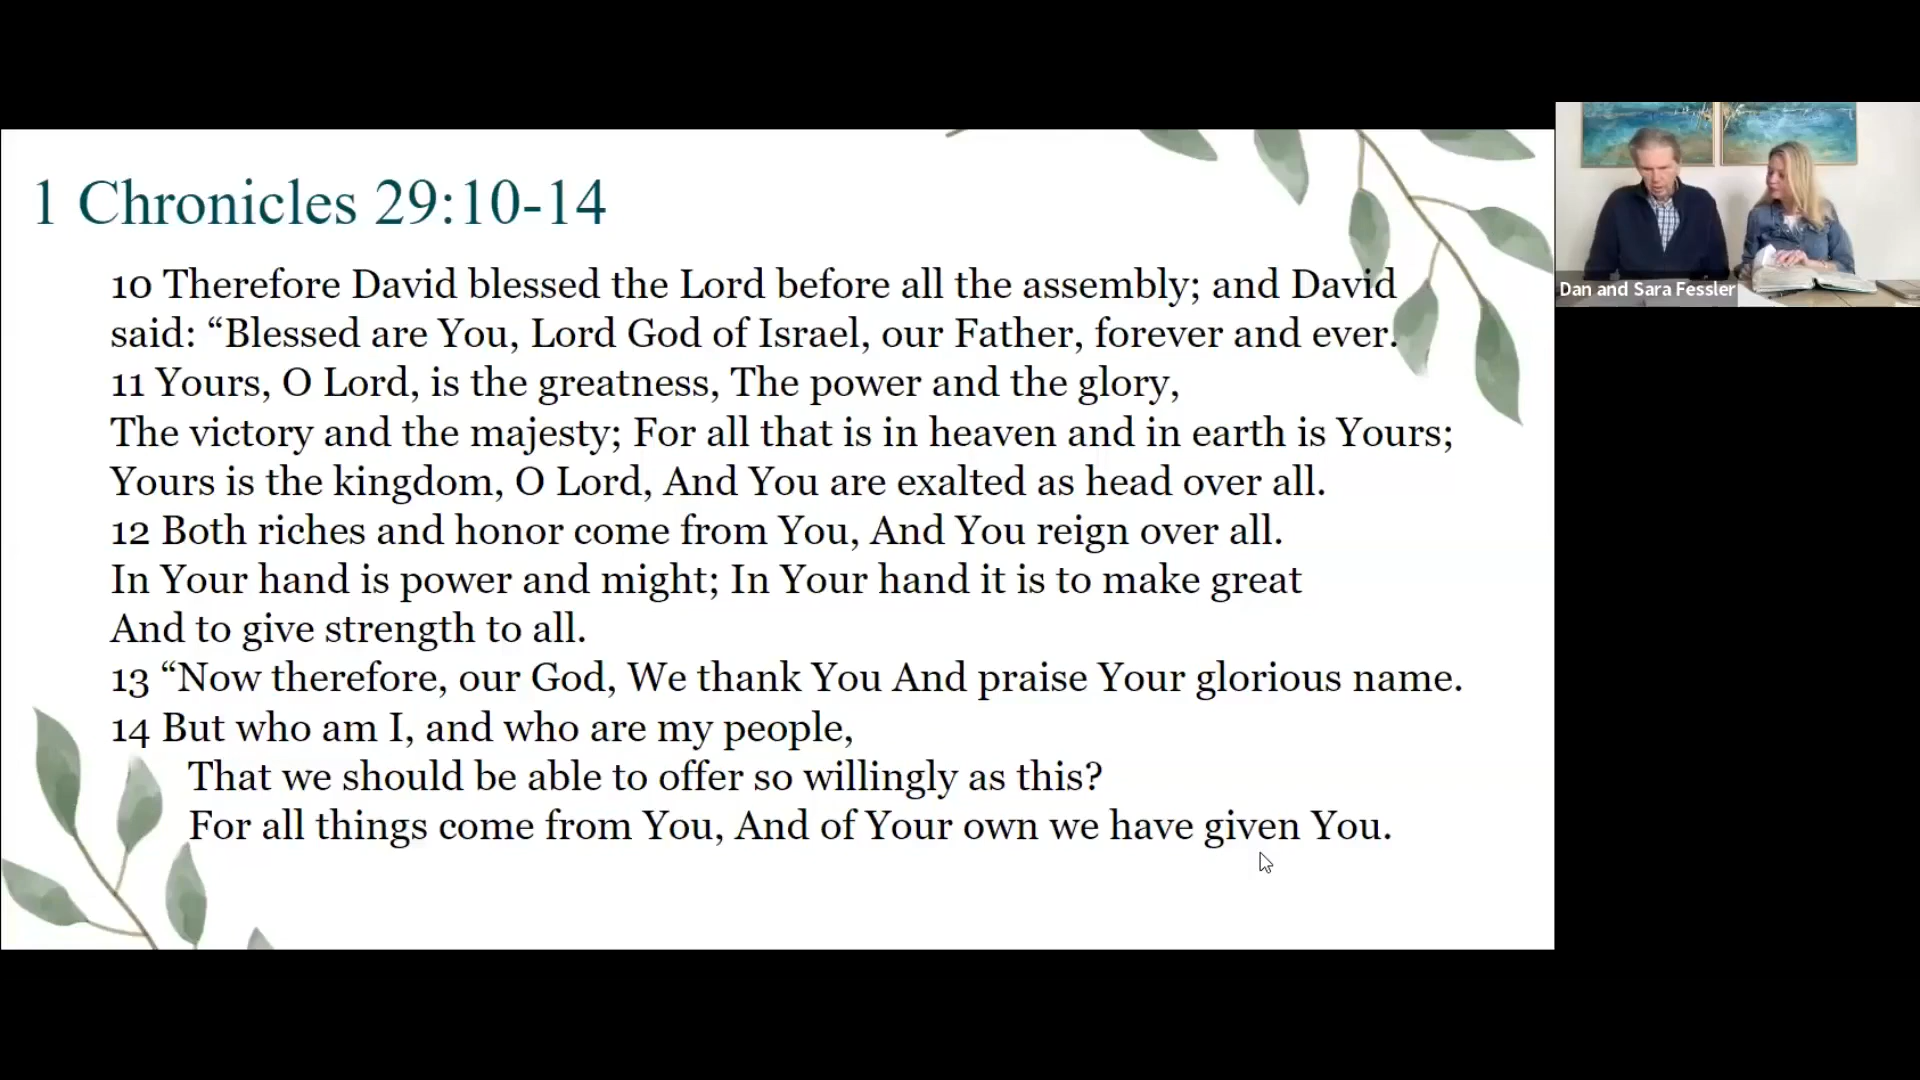 1 Chronicles 29:10-14
10 Therefore David blessed the Lord before all the assembly; and David
said: “Blessed are You, Lord God of Israel, our Father, forever and ever.
11 Yours, O Lord, is the greatness, The power and the glory,
The victory and the majesty; For all that is in heaven and in earth is Yours;
Yours is the kingdom, O Lord, And You are exalted as head over all.
12 Both riches and honor come from You, And You reign over all.
In Your hand is power and might; In Your hand it is to make great
And to give strength to all.
13 “Now therefore, our God, We thank You And praise Your glorious name.
14 But who am I, and who are my people,
That we should be able to offer so willingly as this?
For all things come from You, And of Your own we have given You.
Dan and Sara Fessler